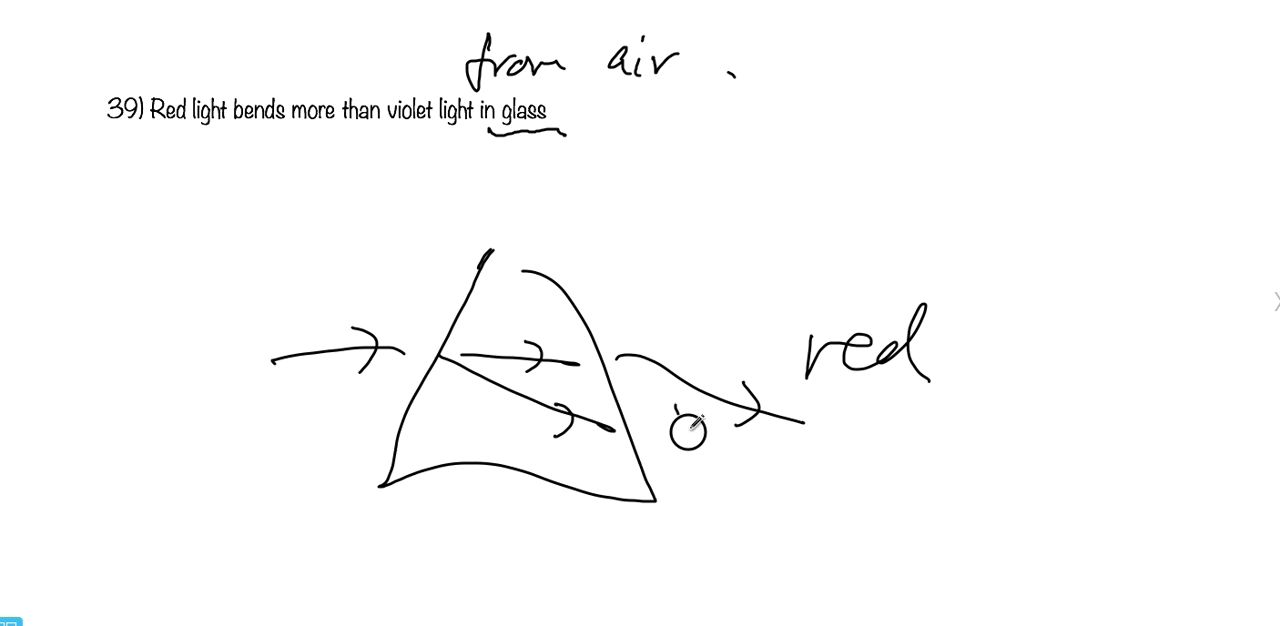 from air.
39) Red light bends more than violet light in glass
red